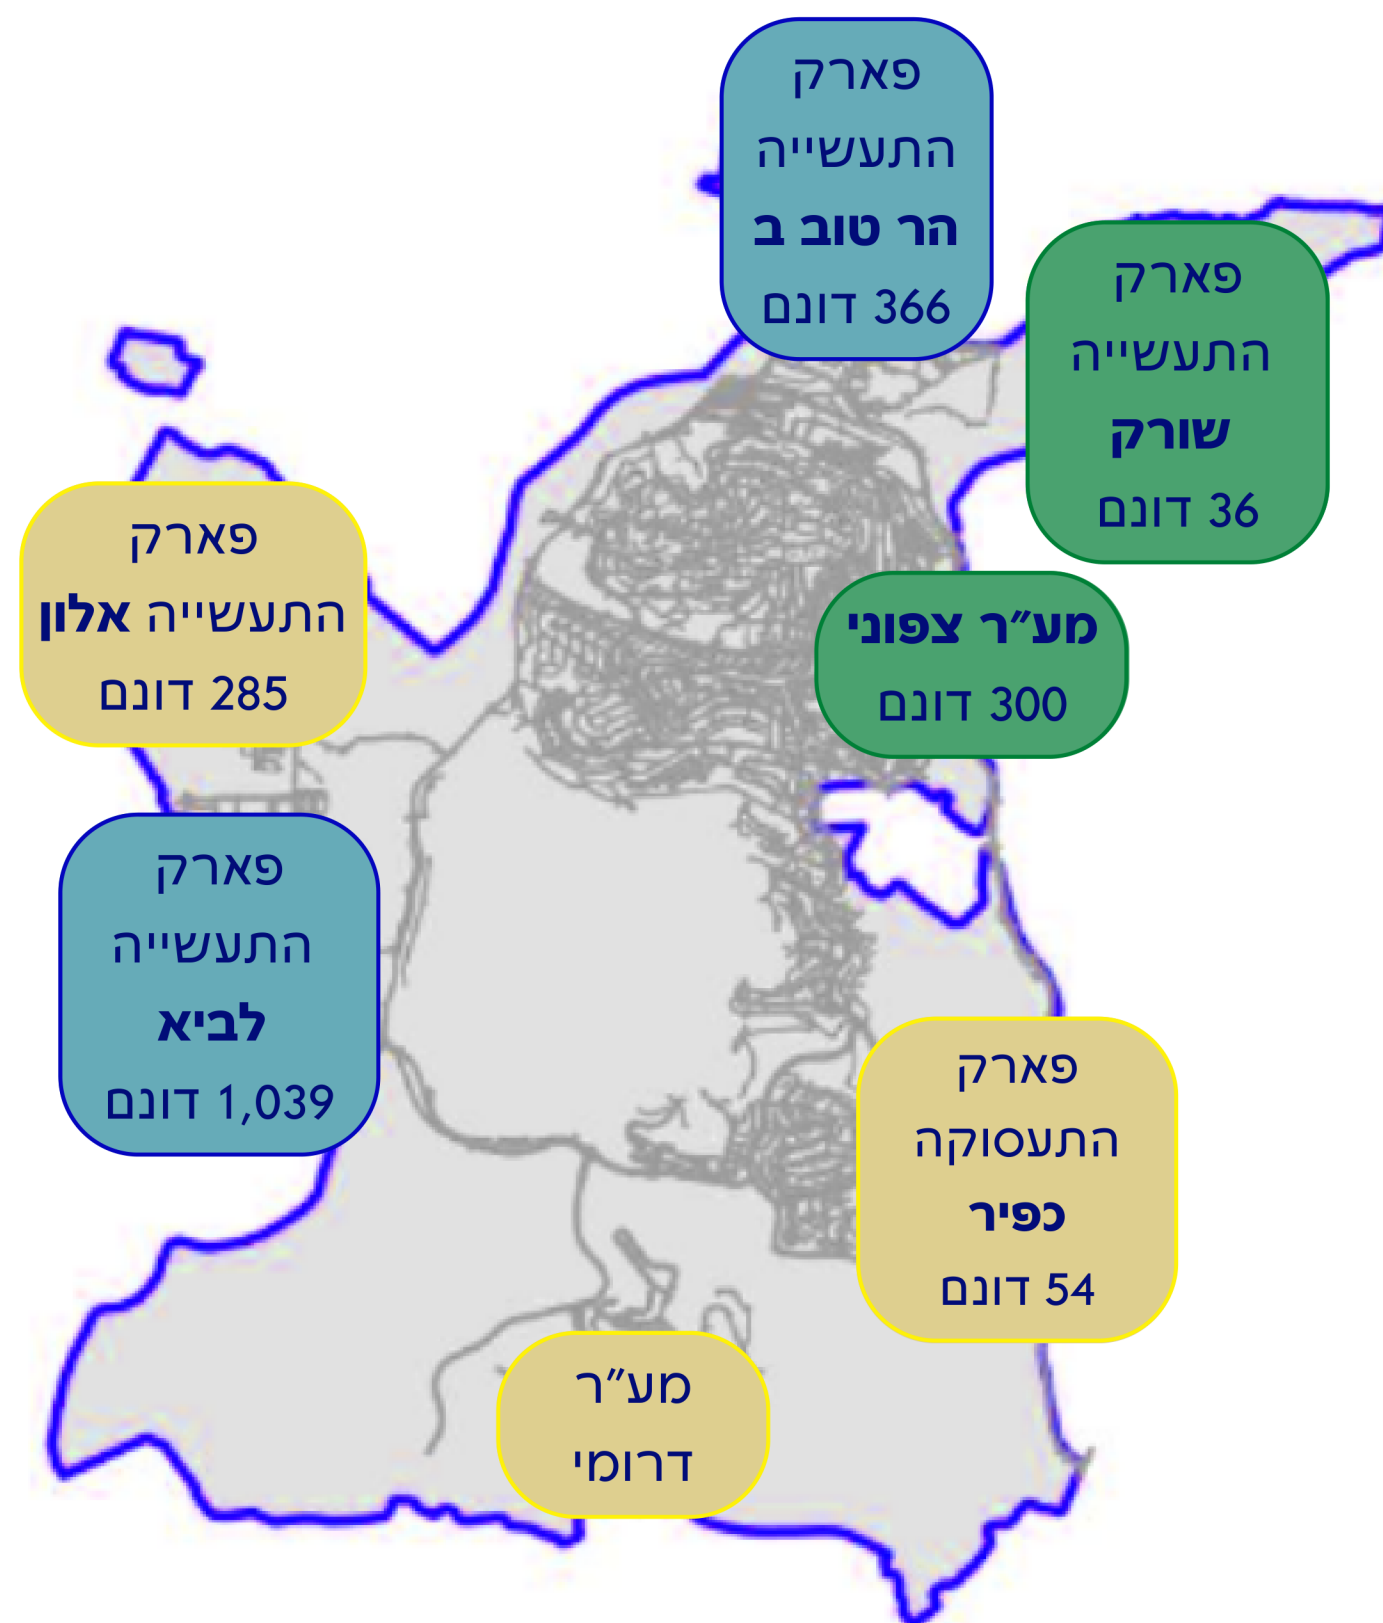 פארק
התעשייה
הר טוב ב
366 דונם
פארק
התעשייה
שורק
36 דונם
פארק
התעשייה אלון
285 דונם
מע״ר צפוני
300 דונם
פארק
התעשייה
לביא
1,039 דונם
פארק
התעסוקה
כפיר
54 דונם
מע״ר
דרומי